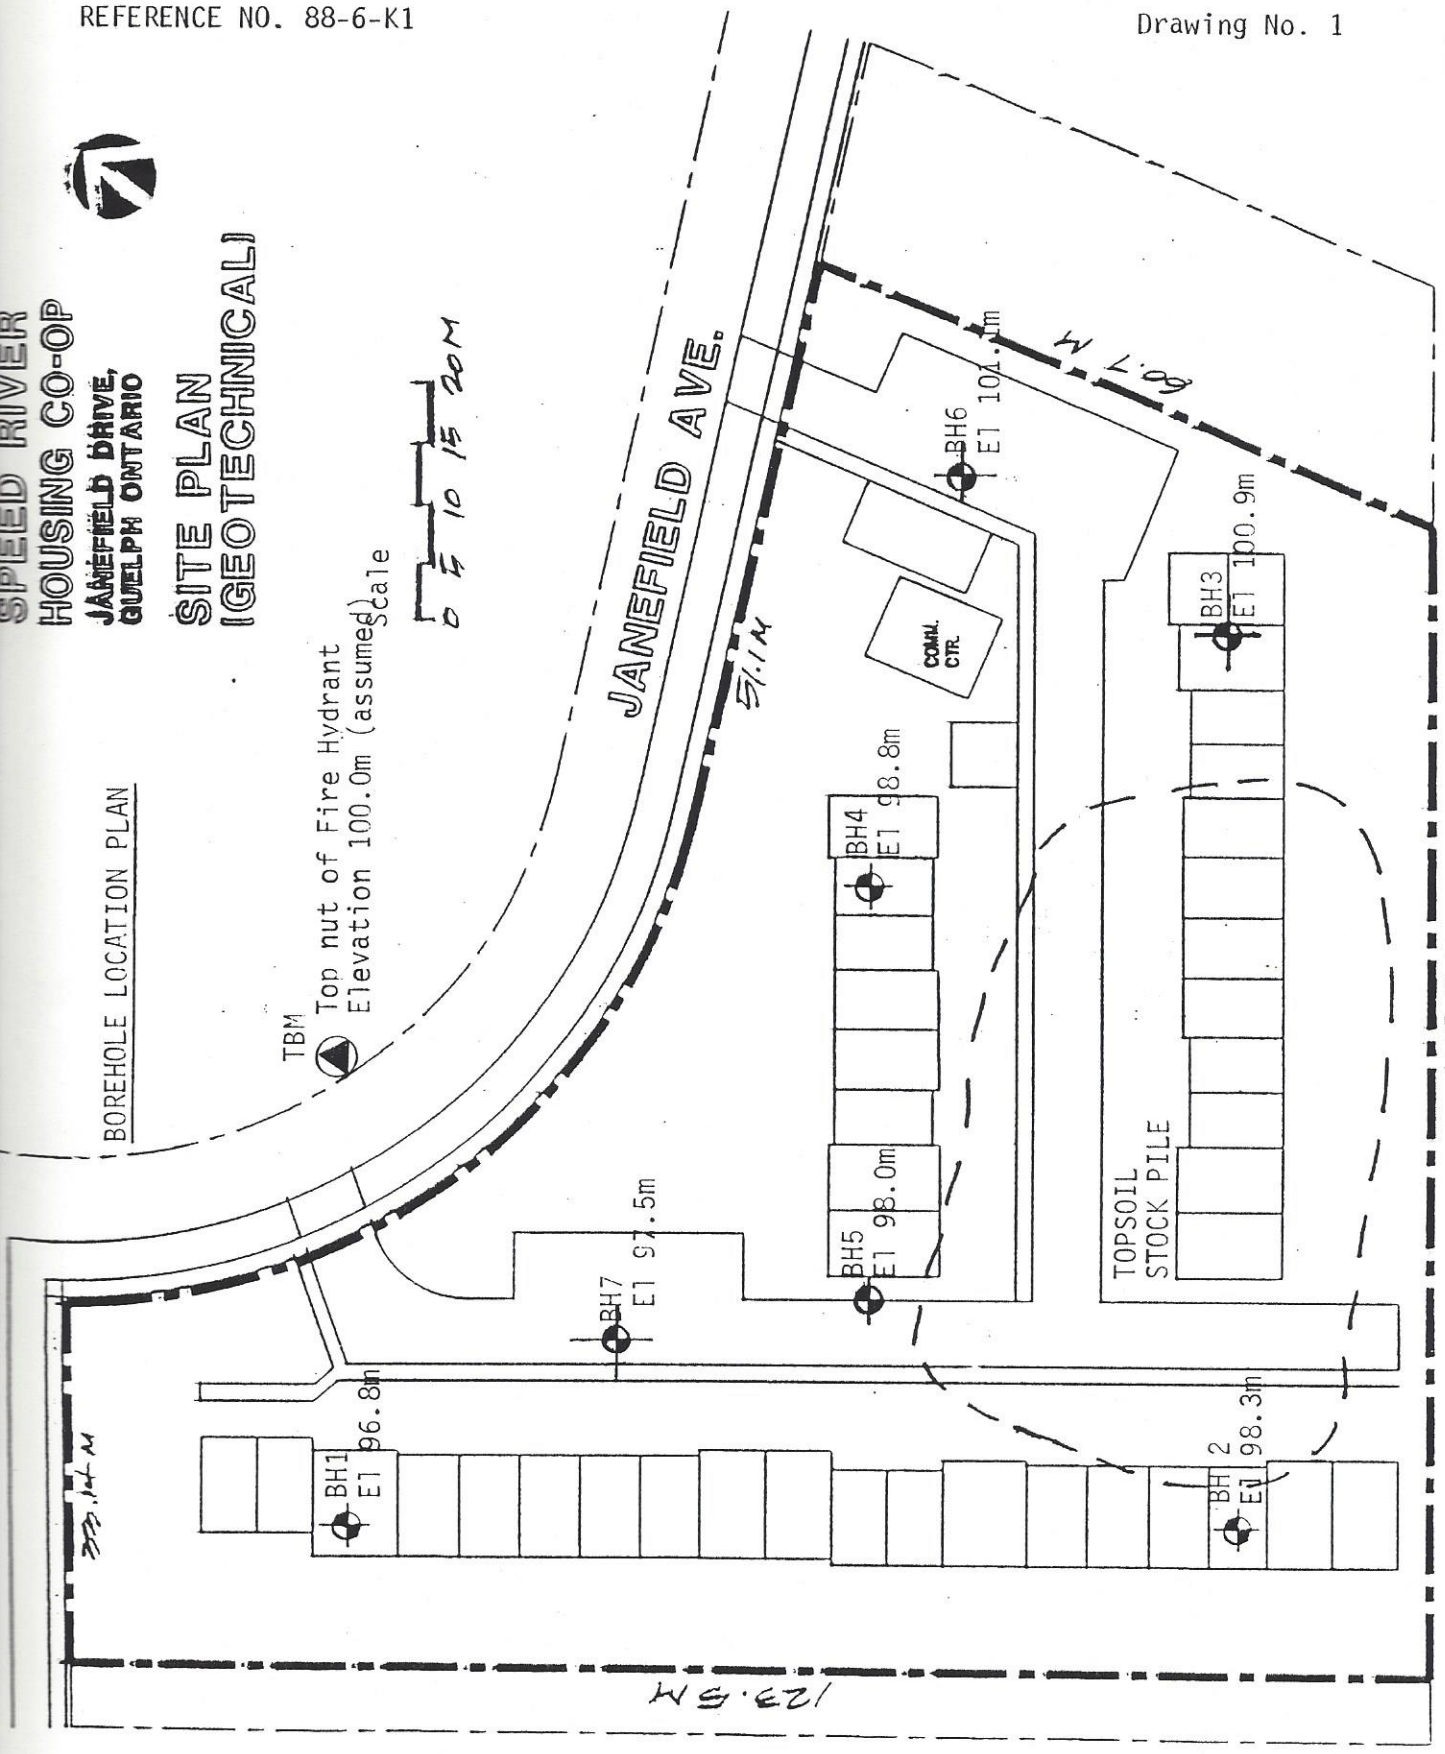 REFERENCE NO. 88-6-K1
Drawing No. 1
SPEED RIVER
HOUSING CO-OP
JANEFIELD DRIVE,
GUELPH ONTARIO
SITE PLAN
(GEOTECHNICAL)
BOREHOLE LOCATION PLAN
TBM
Top nut of Fire Hydrant
Elevation 100.0m (assumed)
Scale
0 5 10 15 20M
JANEFIELD AVE.
51.1 M
60.7 M
BH6
El 101.1m
COMM.
CTR.
BH3
El 100.9m
BH4
El 98.8m
BH5
El 98.0m
BH7
El 97.5m
TOPSOIL
STOCK PILE
BH1
El 96.8m
BH 2
El 98.3m
123.5 M